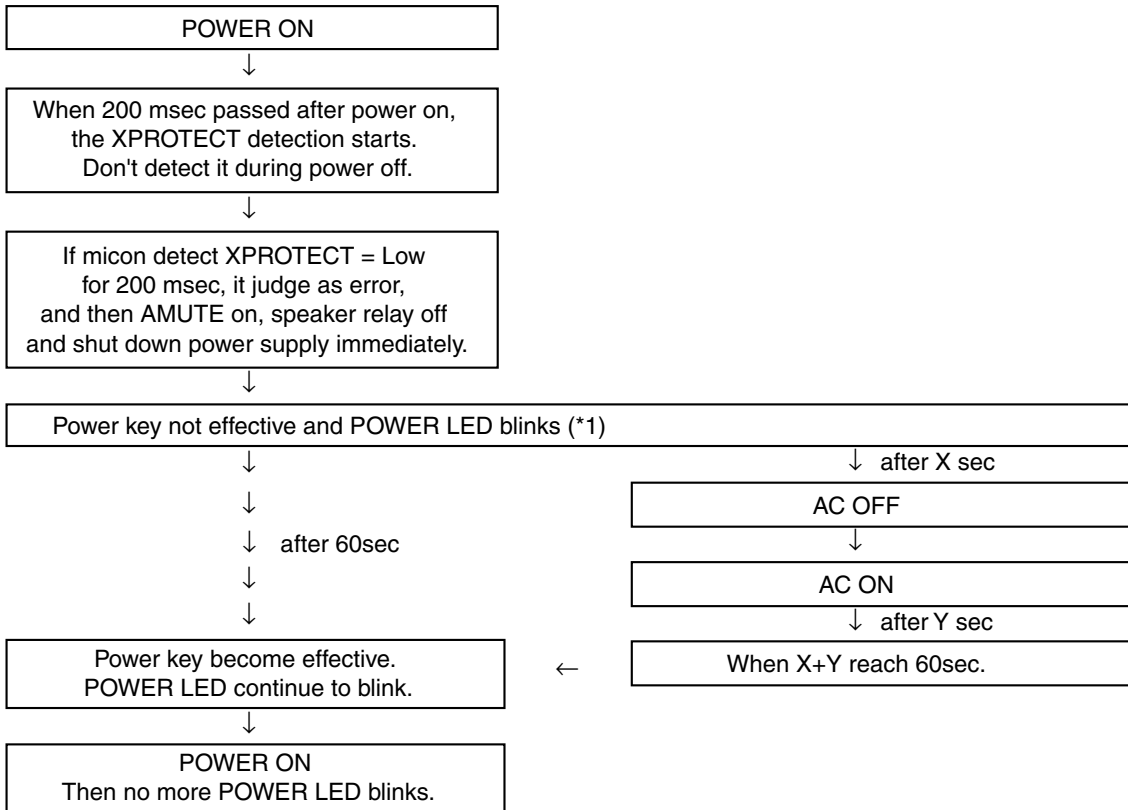 POWER ON
↓
When 200 msec passed after power on,
the XPROTECT detection starts.
Don't detect it during power off.
↓
If micon detect XPROTECT = Low
for 200 msec, it judge as error,
and then AMUTE on, speaker relay off
and shut down power supply immediately.
↓
Power key not effective and POWER LED blinks (*1)
↓
↓
↓ after 60sec
↓
↓
↓ after X sec
AC OFF
↓
AC ON
↓ after Y sec
When X+Y reach 60sec.
←
Power key become effective.
POWER LED continue to blink.
↓
POWER ON
Then no more POWER LED blinks.